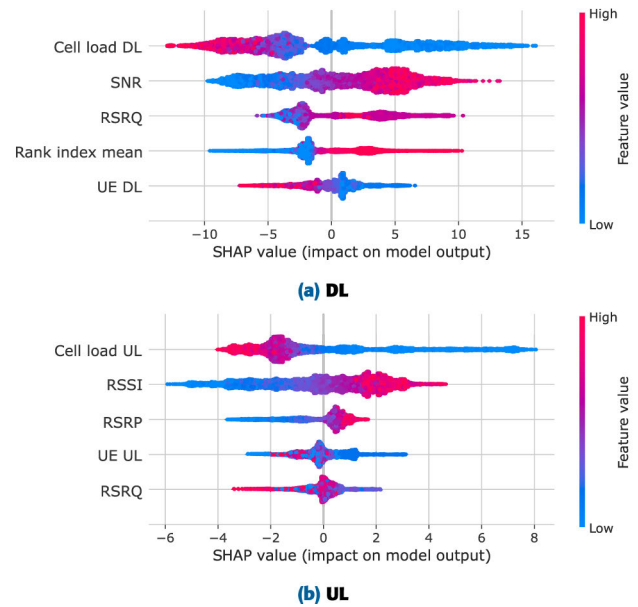 High
Cell load DL
SNR
RSRQ
Rank index mean
UE DL
Feature value
Low
−10 −5 0 5 10 15
SHAP value (impact on model output)
(a) DL
High
Cell load UL
RSSI
RSRP
UE UL
RSRQ
Feature value
Low
−6 −4 −2 0 2 4 6 8
SHAP value (impact on model output)
(b) UL